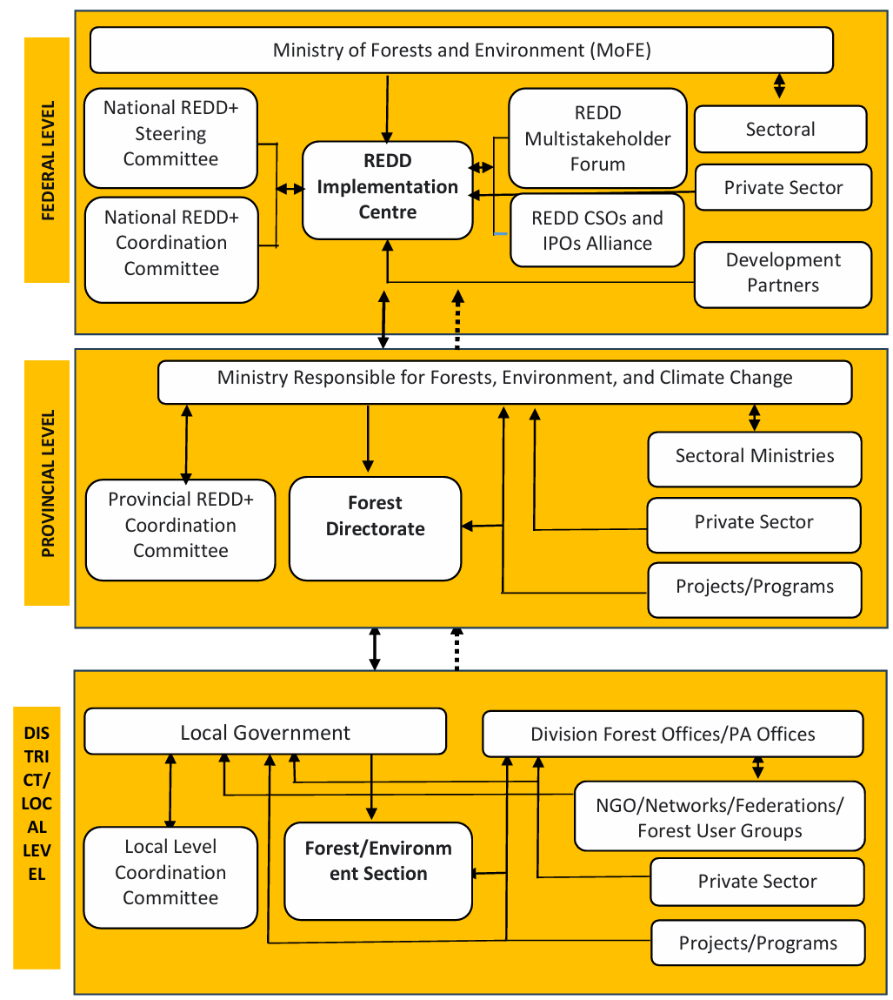 FEDERAL LEVEL
Ministry of Forests and Environment (MoFE)
National REDD+
Steering
Committee
National REDD+
Coordination
Committee
REDD
Implementation
Centre
REDD
Multistakeholder
Forum
REDD CSOs and
IPOs Alliance
Sectoral
Private Sector
Development
Partners
PROVINCIAL LEVEL
Ministry Responsible for Forests, Environment, and Climate Change
Provincial REDD+
Coordination
Committee
Forest
Directorate
Sectoral Ministries
Private Sector
Projects/Programs
DIS
TRI
CT/
LOC
AL
LEV
EL
Local Government
Division Forest Offices/PA Offices
Local Level
Coordination
Committee
Forest/Environm
ent Section
NGO/Networks/Federations/
Forest User Groups
Private Sector
Projects/Programs